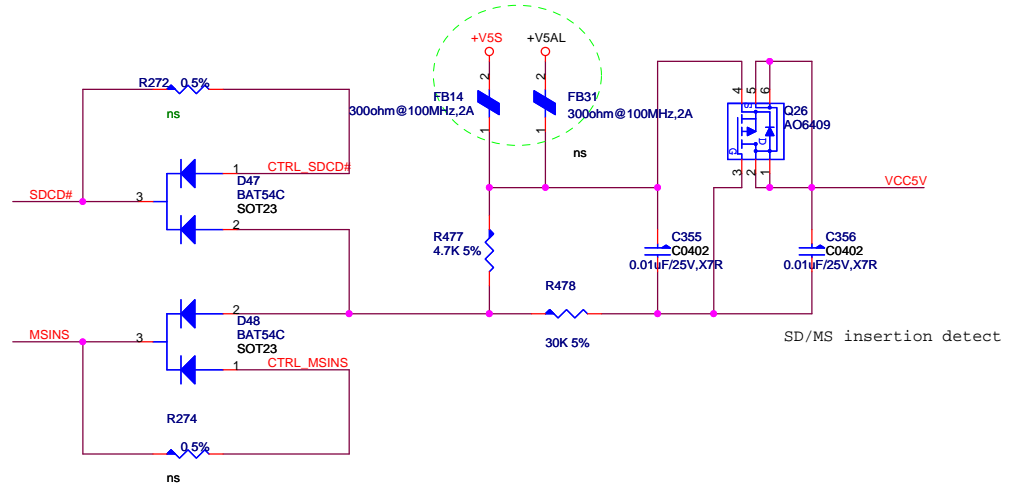 +V5S
+V5AL
R272
0 5%
ns
2
2
FB14
300ohm@100MHz,2A
FB31
300ohm@100MHz,2A
1
1
ns
4
5
6
S
D
G
Q26
AO6409
3
2
1
VCC5V
SDCD#
3
1
CTRL_SDCD#
D47
BAT54C
SOT23
2
R477
4.7K 5%
C355
C0402
0.01uF/25V,X7R
C356
C0402
0.01uF/25V,X7R
R478
30K 5%
MSINS
3
2
D48
BAT54C
SOT23
1
CTRL_MSINS
SD/MS insertion detect
R274
0 5%
ns